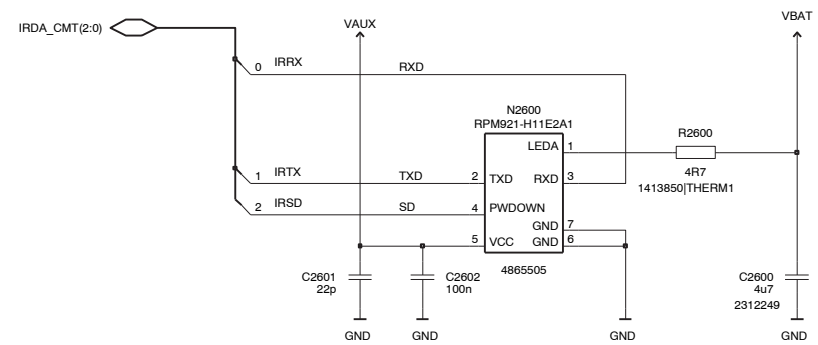 IRDA_CMT(2:0)
VAUX
VBAT
0 IRRX
RXD
N2600
RPM921-H11E2A1
R2600
LEDA 1
4R7
1413850|THERM1
1 IRTX
TXD
2 TXD
RXD 3
2 IRSD
SD
4 PWDOWN
GND 7
5 VCC
GND 6
4865505
C2601
22p
C2602
100n
C2600
4u7
2312249
GND
GND
GND
GND